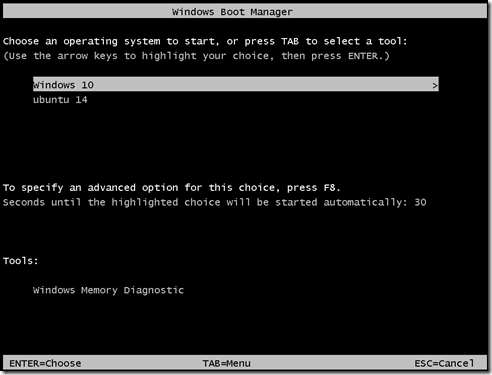 Windows Boot Manager
Choose an operating system to start, or press TAB to select a tool:
(Use the arrow keys to highlight your choice, then press ENTER.)
Windows 10 >
ubuntu 14
To specify an advanced option for this choice, press F8.
Seconds until the highlighted choice will be started automatically: 30
Tools:
Windows Memory Diagnostic
ENTER=Choose TAB=Menu ESC=Cancel